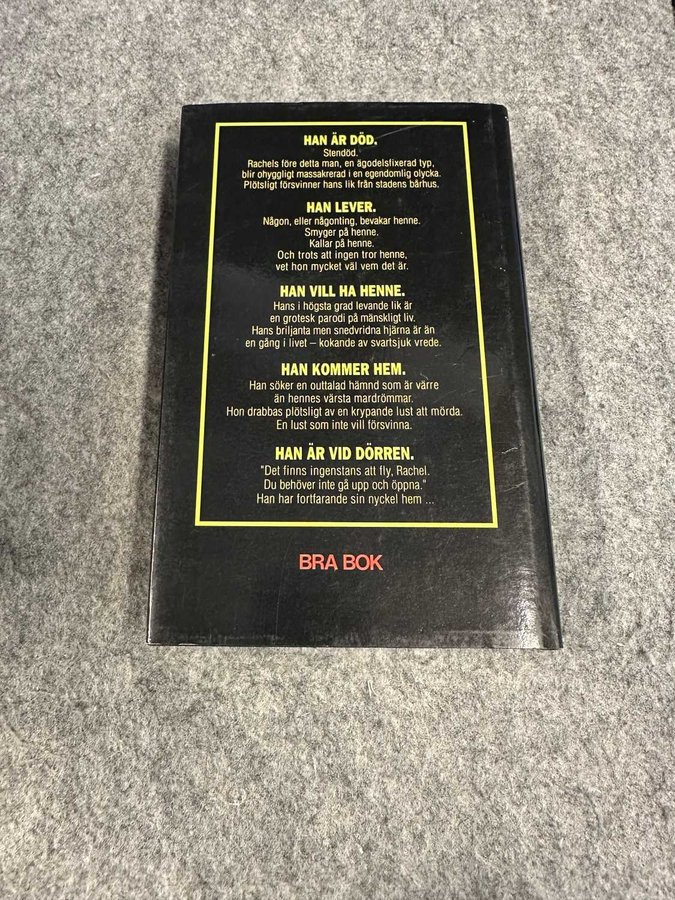 HAN ÄR DÖD.
Stendöd.
Rachels före detta man, en ägodelsfixerad typ,
blir ohyggligt massakrerad i en egendomlig olycka.
Plötsligt försvinner hans lik från stadens bårhus.
HAN LEVER.
Någon, eller någonting, bevakar henne.
Smyger på henne.
Kallar på henne.
Och trots att ingen tror henne,
vet hon mycket väl vem det är.
HAN VILL HA HENNE.
Hans i högsta grad levande lik är
en grotesk parodi på mänskligt liv.
Hans briljanta men snedvridna hjärna är än
en gång i livet – kokande av svartsjuk vrede.
HAN KOMMER HEM.
Han söker en outtalad hämnd som är värre
än hennes värsta mardrömmar.
Hon drabbas plötsligt av en krypande lust att mörda.
En lust som inte vill försvinna.
HAN ÄR VID DÖRREN.
"Det finns ingenstans att fly, Rachel.
Du behöver inte gå upp och öppna."
Han har fortfarande sin nyckel hem ...
BRA BOK